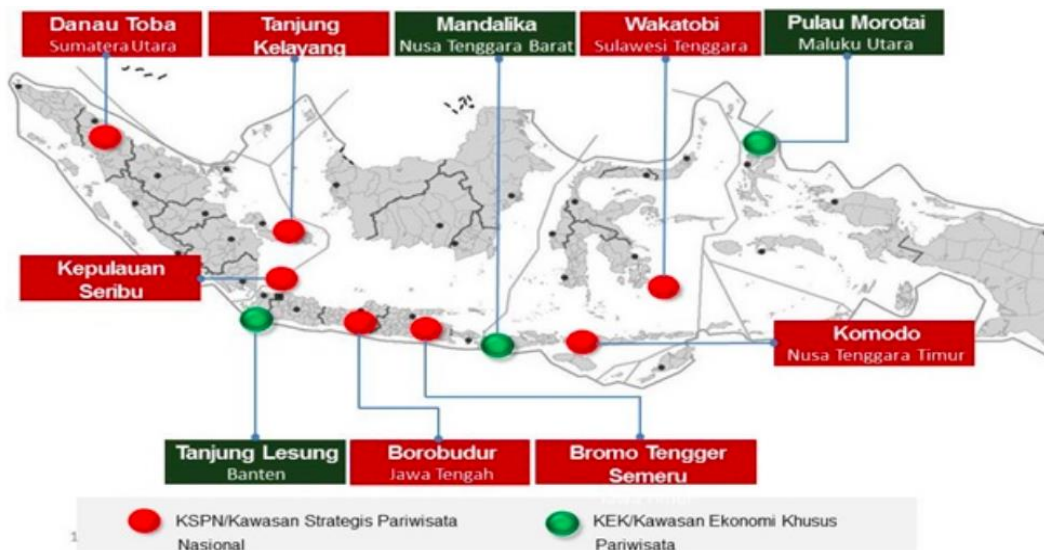 Danau Toba
Sumatera Utara
Tanjung
Kelayang
Mandalika
Nusa Tenggara Barat
Wakatobi
Sulawesi Tenggara
Pulau Morotai
Maluku Utara
Kepulauan
Seribu
Komodo
Nusa Tenggara Timur
Tanjung Lesung
Banten
Borobudur
Jawa Tengah
Bromo Tengger
Semeru
KSPN/Kawasan Strategis Pariwisata
Nasional
KEK/Kawasan Ekonomi Khusus
Pariwisata
1